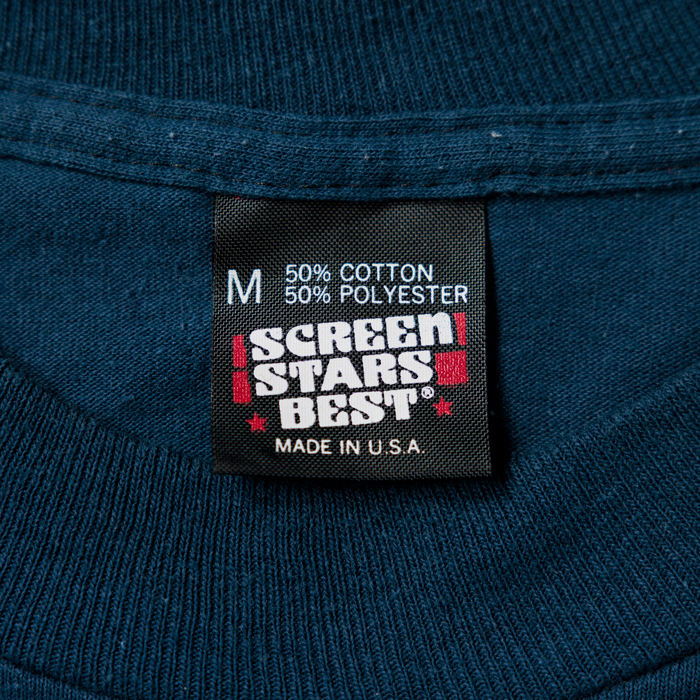 M 50% COTTON
50% POLYESTER
SCREEN
STARS
BEST®
MADE IN U.S.A.